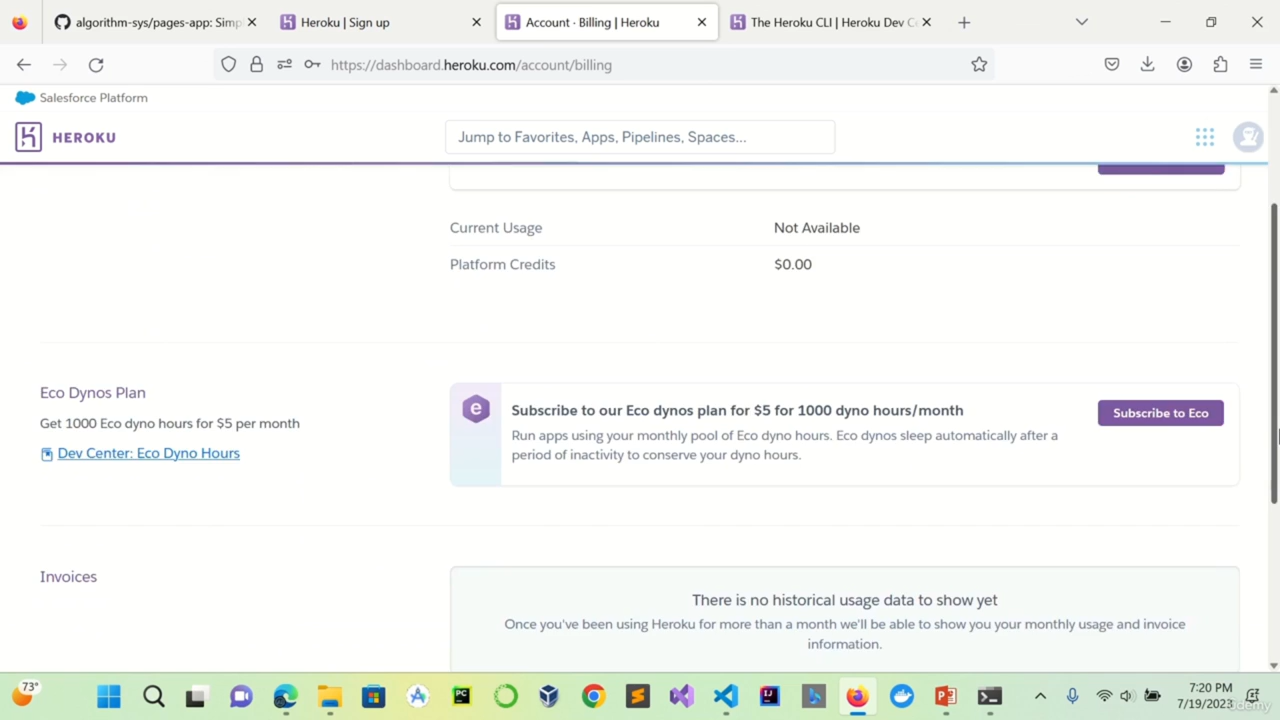 algorithm-sys/pages-app: Simp
Heroku | Sign up
Account · Billing | Heroku
The Heroku CLI | Heroku Dev Ce
https://dashboard.heroku.com/account/billing
Salesforce Platform
HEROKU
Jump to Favorites, Apps, Pipelines, Spaces...
Current Usage
Not Available
Platform Credits
$0.00
Eco Dynos Plan
Get 1000 Eco dyno hours for $5 per month
Dev Center: Eco Dyno Hours
e
Subscribe to our Eco dynos plan for $5 for 1000 dyno hours/month
Run apps using your monthly pool of Eco dyno hours. Eco dynos sleep automatically after a
period of inactivity to conserve your dyno hours.
Subscribe to Eco
Invoices
There is no historical usage data to show yet
Once you've been using Heroku for more than a month we'll be able to show you your monthly usage and invoice
information.
73°
PC
7:20 PM
7/19/2023
Udemy